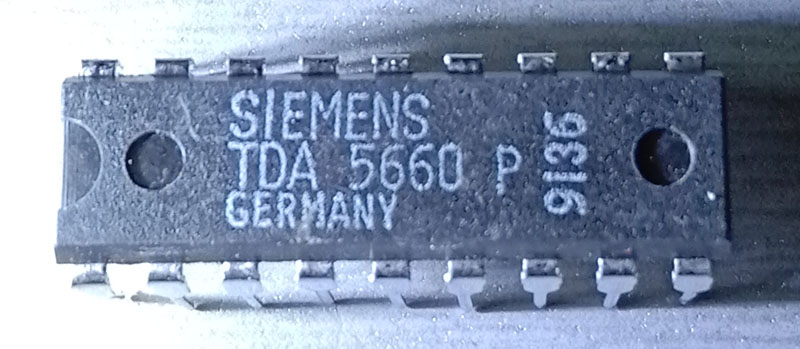 SIEMENS
TDA 5660 P
GERMANY
9136